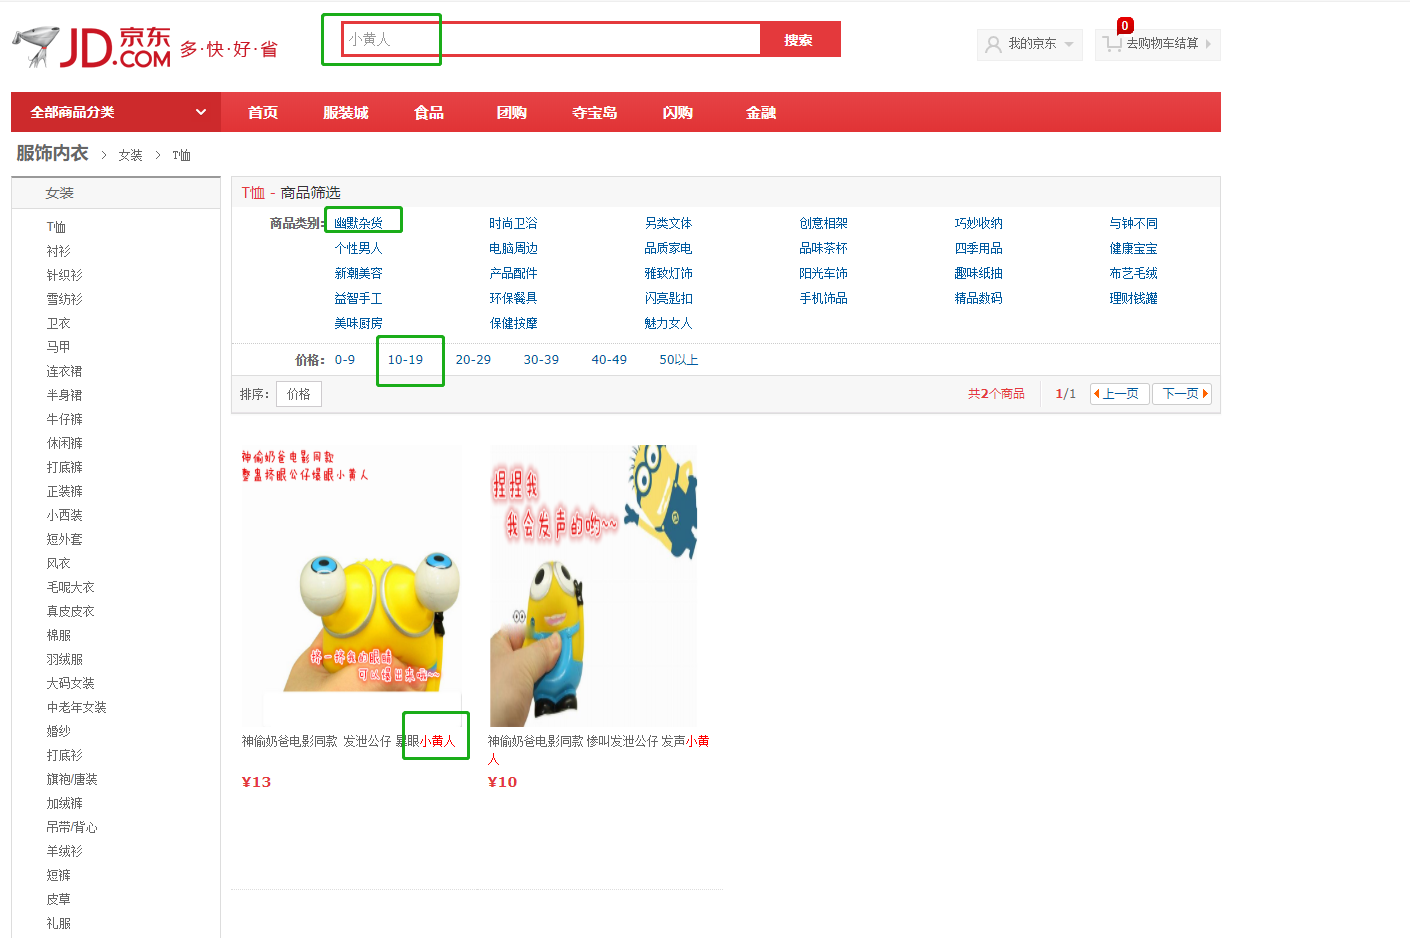 JD.COM 京东 多·快·好·省
小黄人
搜索
我的京东
0
去购物车结算
全部商品分类 首页 服装城 食品 团购 夺宝岛 闪购 金融
服饰内衣 > 女装 > T恤
女装
T恤
衬衫
针织衫
雪纺衫
卫衣
马甲
连衣裙
半身裙
牛仔裤
休闲裤
打底裤
正装裤
小西装
短外套
风衣
毛呢大衣
真皮皮衣
棉服
羽绒服
大码女装
中老年女装
婚纱
打底衫
旗袍/唐装
加绒裤
吊带/背心
羊绒衫
短裤
皮草
礼服
T恤 - 商品筛选
商品类别: 幽默杂货 时尚卫浴 另类文体 创意相架 巧妙收纳 与钟不同
个性男人 电脑周边 品质家电 品味茶杯 四季用品 健康宝宝
新潮美容 产品配件 雅致灯饰 阳光车饰 趣味纸抽 布艺毛绒
益智手工 环保餐具 闪亮匙扣 手机饰品 精品数码 理财钱罐
美味厨房 保健按摩 魅力女人
价格: 0-9 10-19 20-29 30-39 40-49 50以上
排序: 价格 共2个商品 1/1 上一页 下一页
神偷奶爸电影同款
整蛊挤眼公仔爆眼小黄人
挤一挤我的眼睛
可以爆出来哦~~
神偷奶爸电影同款 发泄公仔 暴眼小黄人
¥13
捏捏我
我会发声的哟~~
神偷奶爸电影同款 惨叫发泄公仔 发声小黄
人
¥10